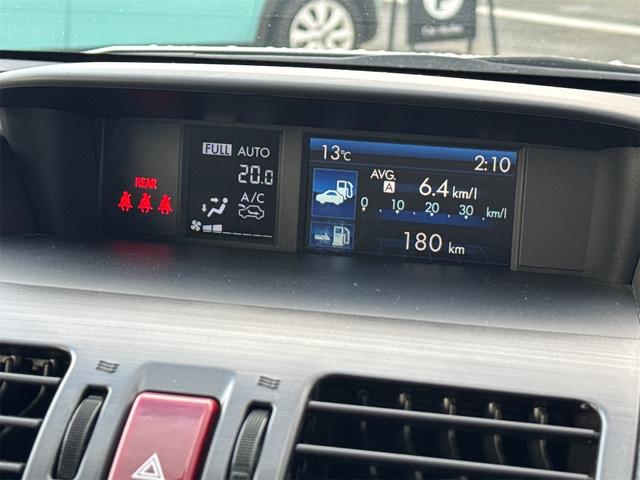 REAR
FULL AUTO
20.0
A/C
13°C 2:10
AVG.
A 6.4 km/l
0 10 20 30 km/l
180 km